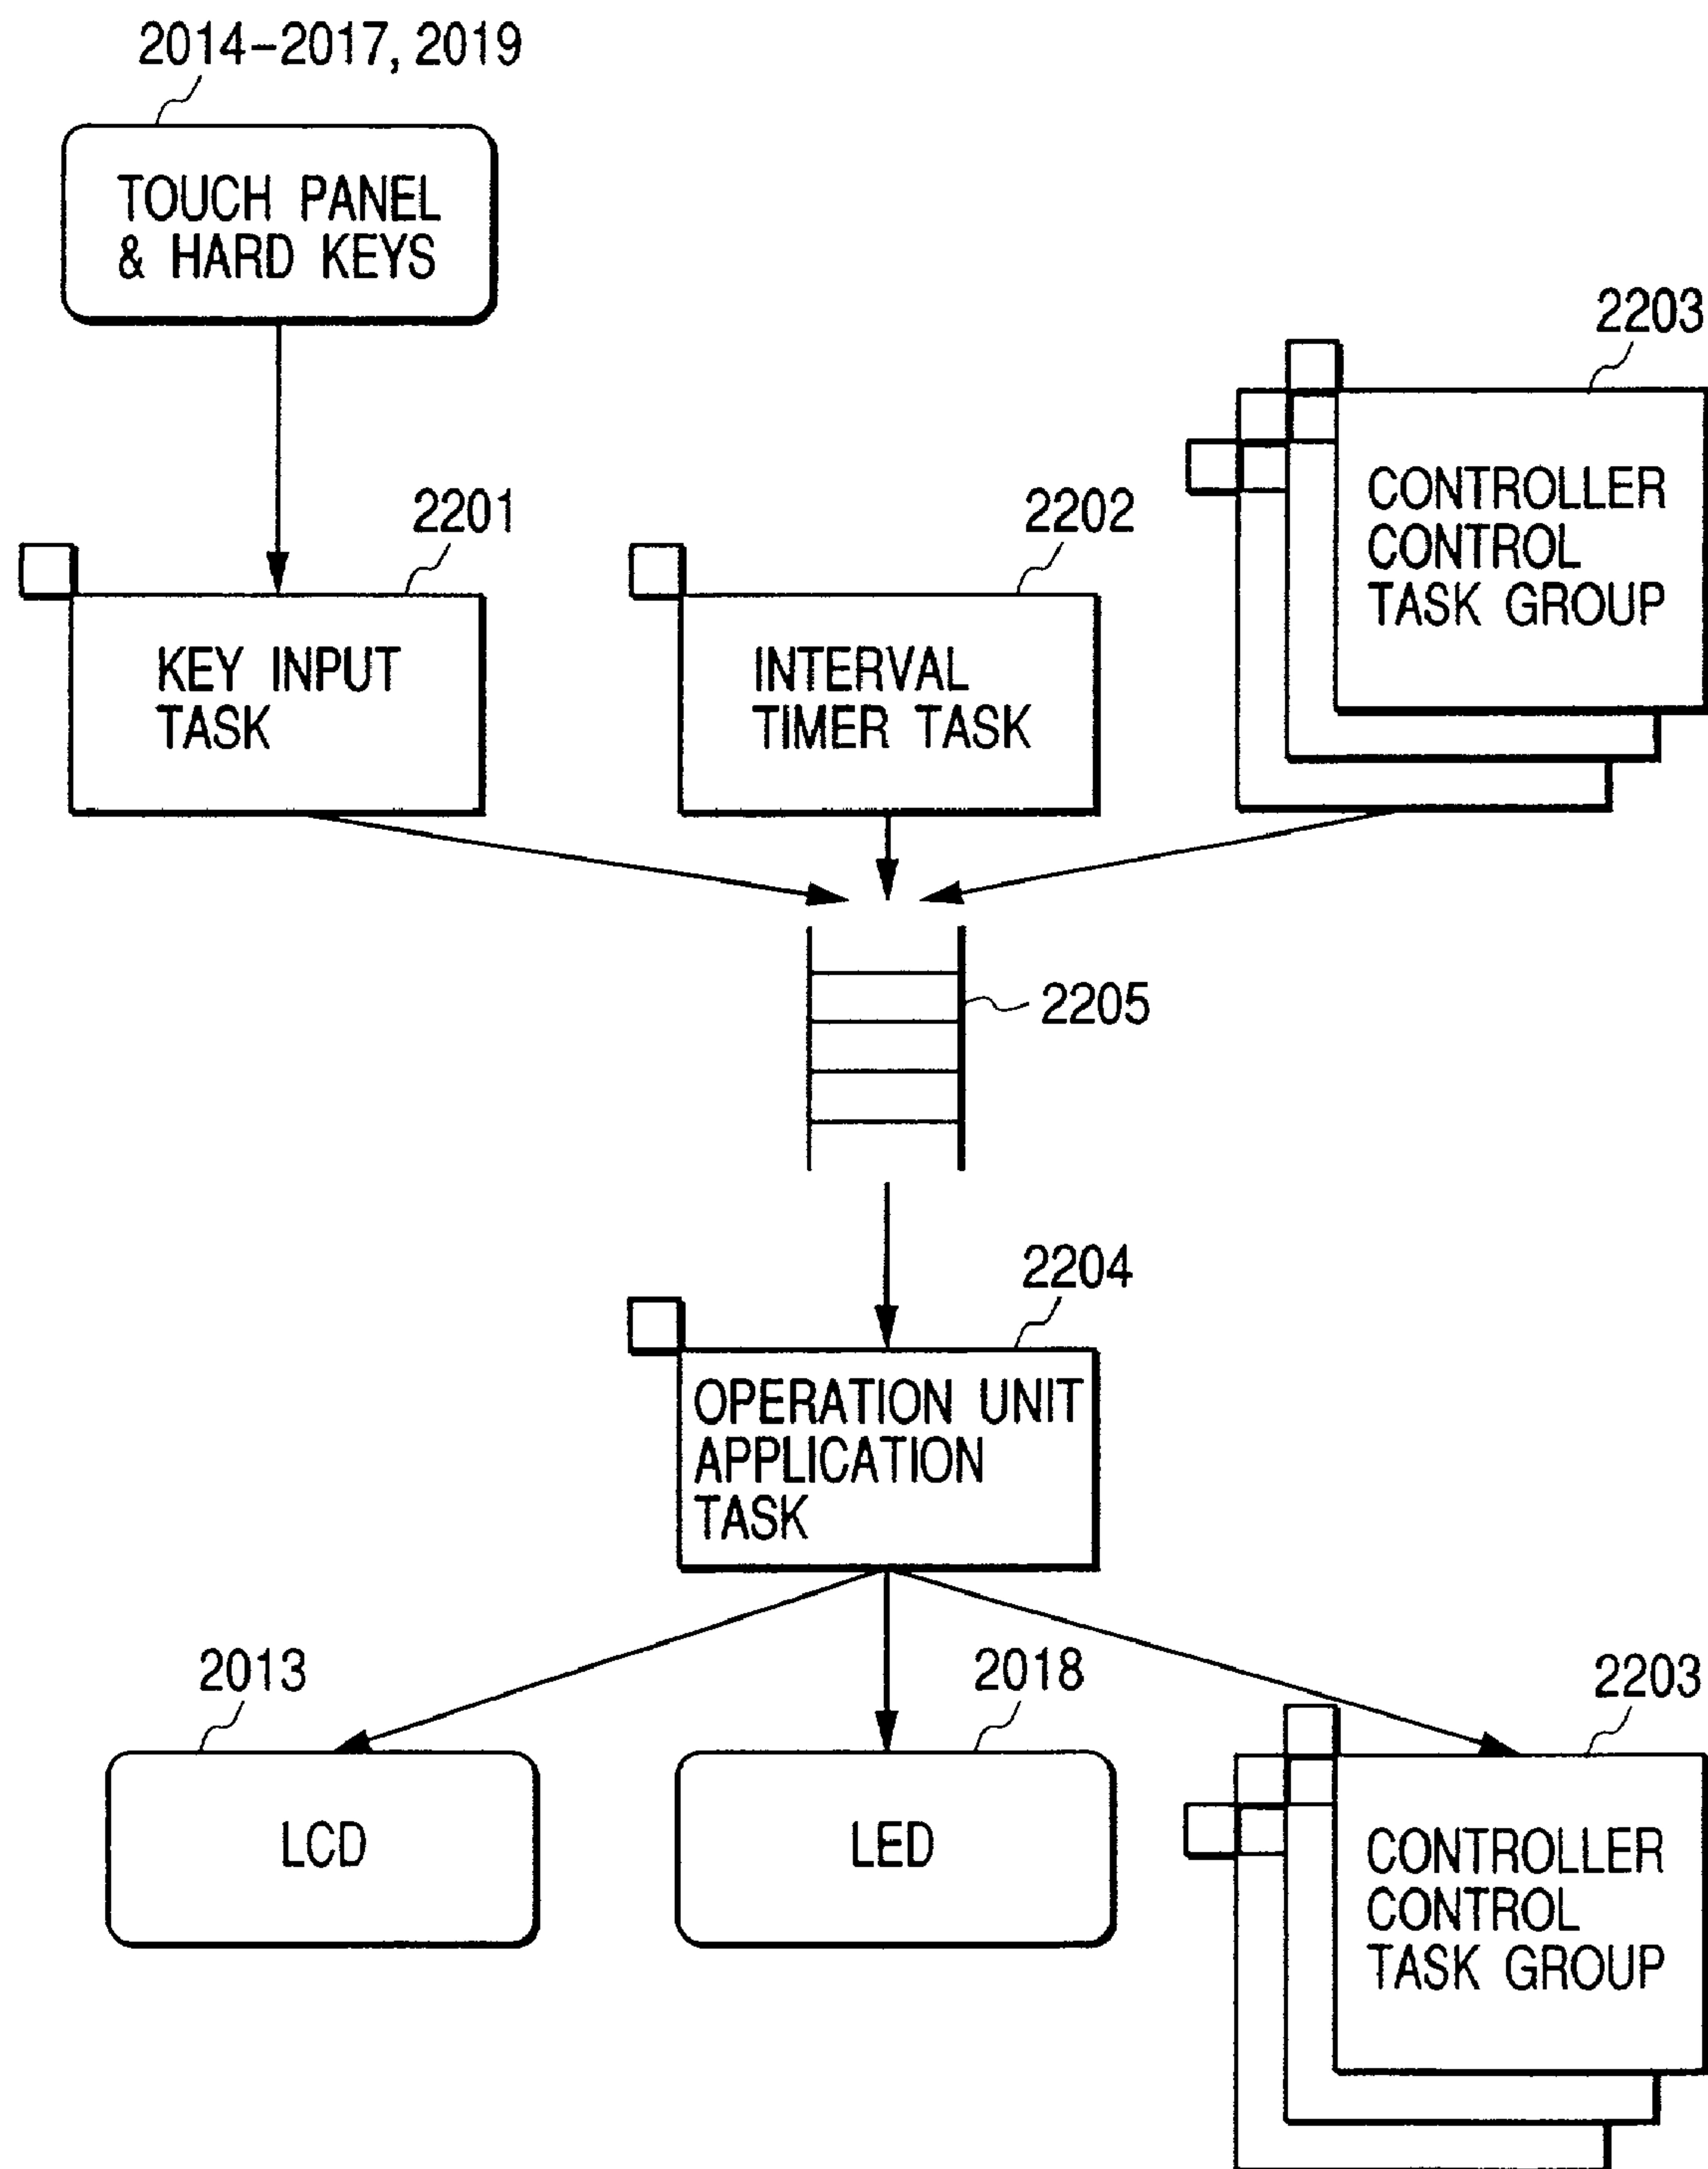 2014-2017, 2019
TOUCH PANEL
& HARD KEYS
2203
CONTROLLER
CONTROL
TASK GROUP
2201
KEY INPUT
TASK
2202
INTERVAL
TIMER TASK
2205
2204
OPERATION UNIT
APPLICATION
TASK
2013
LCD
2018
LED
2203
CONTROLLER
CONTROL
TASK GROUP